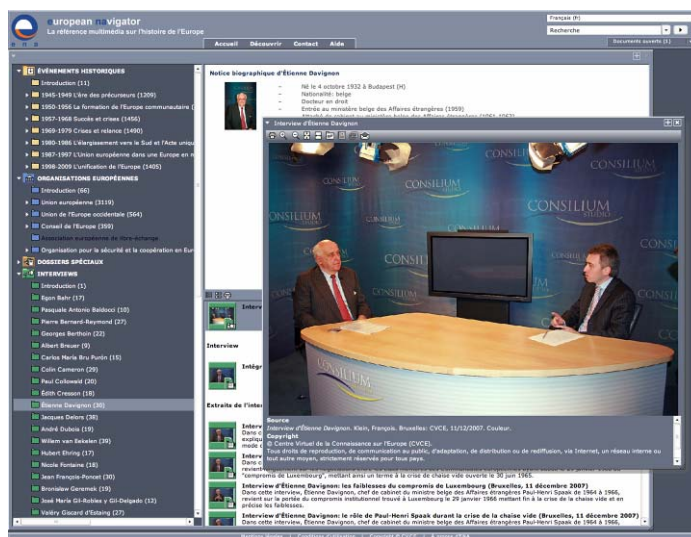 european navigator
La référence multimédia sur l'histoire de l'Europe
e n a
Français (fr)
Recherche
Accueil Découvrir Contact Aide
Documents ouverts (1)
ÉVÉNEMENTS HISTORIQUES
Introduction (11)
1945-1949 L'ère des précurseurs (1209)
1950-1956 La formation de l'Europe communautaire (
1957-1968 Succès et crises (1456)
1969-1979 Crises et relance (1490)
1980-1986 L'élargissement vers le Sud et l'Acte uniqu
1987-1997 L'Union européenne dans une Europe en m
1998-2009 L'unification de l'Europe (1405)
ORGANISATIONS EUROPÉENNES
Introduction (66)
Union européenne (3119)
Union de l'Europe occidentale (564)
Conseil de l'Europe (359)
Association européenne de libre-échange
Organisation pour la sécurité et la coopération en Eur
DOSSIERS SPÉCIAUX
INTERVIEWS
Introduction (1)
Egon Bahr (17)
Pasquale Antonio Baldocci (10)
Pierre Bernard-Reymond (27)
Georges Berthoin (22)
Albert Breuer (9)
Carlos María Bru Purón (15)
Colin Cameron (29)
Paul Collowald (20)
Édith Cresson (18)
Étienne Davignon (30)
Jacques Delors (38)
André Dubois (19)
Willem van Eekelen (39)
Hubert Ehring (17)
Nicole Fontaine (18)
Jean François-Poncet (30)
Bronisław Geremek (19)
José María Gil-Robles y Gil-Delgado (12)
Valéry Giscard d'Estaing (27)
Notice biographique d'Étienne Davignon
- Né le 4 octobre 1932 à Budapest (H)
- Nationalité: belge
- Docteur en droit
- Entrée au ministère belge des Affaires étrangères (1959)
Interview d'Étienne Davignon
CONSILIUM
STUDIO
CONSILIUM
Source
Interview d'Étienne Davignon. Klein, François. Bruxelles: CVCE, 11/12/2007. Couleur.
Copyright
© Centre Virtuel de la Connaissance sur l'Europe (CVCE).
Tous droits de reproduction, de communication au public, d'adaptation, de distribution ou de rediffusion, via Internet, un réseau interne ou
tout autre moyen, strictement réservés pour tous pays.
Interv
Interview
Intégr
Extraits de l'inter
Interv
Dans c
expliqu
mode d
Interv
Dans c
"compromis de Luxembourg", mettant ainsi un terme à la crise de la chaise vide ouverte le 30 juin 1965.
Interview d'Étienne Davignon: les faiblesses du compromis de Luxembourg (Bruxelles, 11 décembre 2007)
Dans cette interview, Étienne Davignon, chef de cabinet du ministre belge des Affaires étrangères Paul-Henri Spaak de 1964 à 1966,
revient sur la portée du compromis institutionnel trouvé à Luxembourg le 29 janvier 1966 mettant fin à la crise de la chaise vide et en
précise les faiblesses.
Interview d'Étienne Davignon: le rôle de Paul-Henri Spaak durant la crise de la chaise vide (Bruxelles, 11 décembre 2007)
Dans cette interview, Étienne Davignon, chef de cabinet du ministre belge des Affaires étrangères Paul-Henri Spaak de 1964 à 1966,